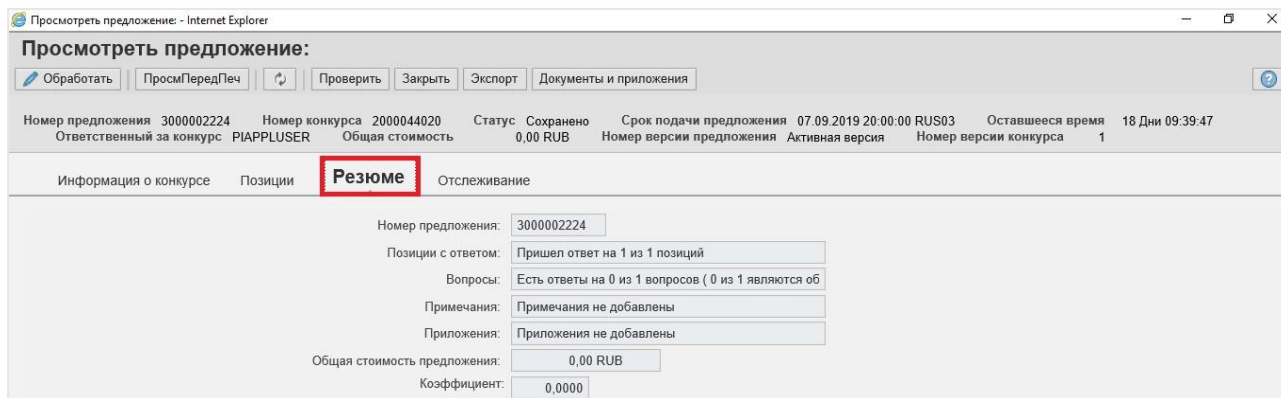 Просмотреть предложение: - Internet Explorer
Просмотреть предложение:
Обработать ПросмПередПеч Проверить Закрыть Экспорт Документы и приложения
Номер предложения 3000002224 Номер конкурса 2000044020 Статус Сохранено Срок подачи предложения 07.09.2019 20:00:00 RUS03 Оставшееся время 18 Дни 09:39:47
Ответственный за конкурс PIAPPLUSER Общая стоимость 0,00 RUB Номер версии предложения Активная версия Номер версии конкурса 1
Информация о конкурсе Позиции Резюме Отслеживание
Номер предложения: 3000002224
Позиции с ответом: Пришел ответ на 1 из 1 позиций
Вопросы: Есть ответы на 0 из 1 вопросов ( 0 из 1 являются об
Примечания: Примечания не добавлены
Приложения: Приложения не добавлены
Общая стоимость предложения: 0,00 RUB
Коэффициент: 0,0000